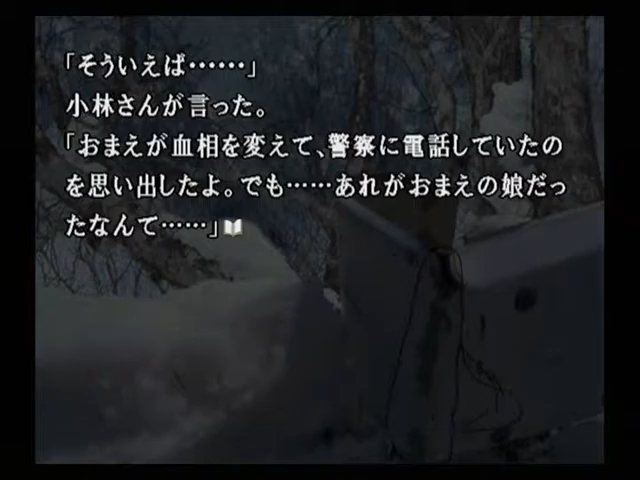 「そういえば……」
小林さんが言った。
「おまえが血相を変えて、警察に電話していたの
を思い出したよ。でも……あれがおまえの娘だっ
たなんて……」